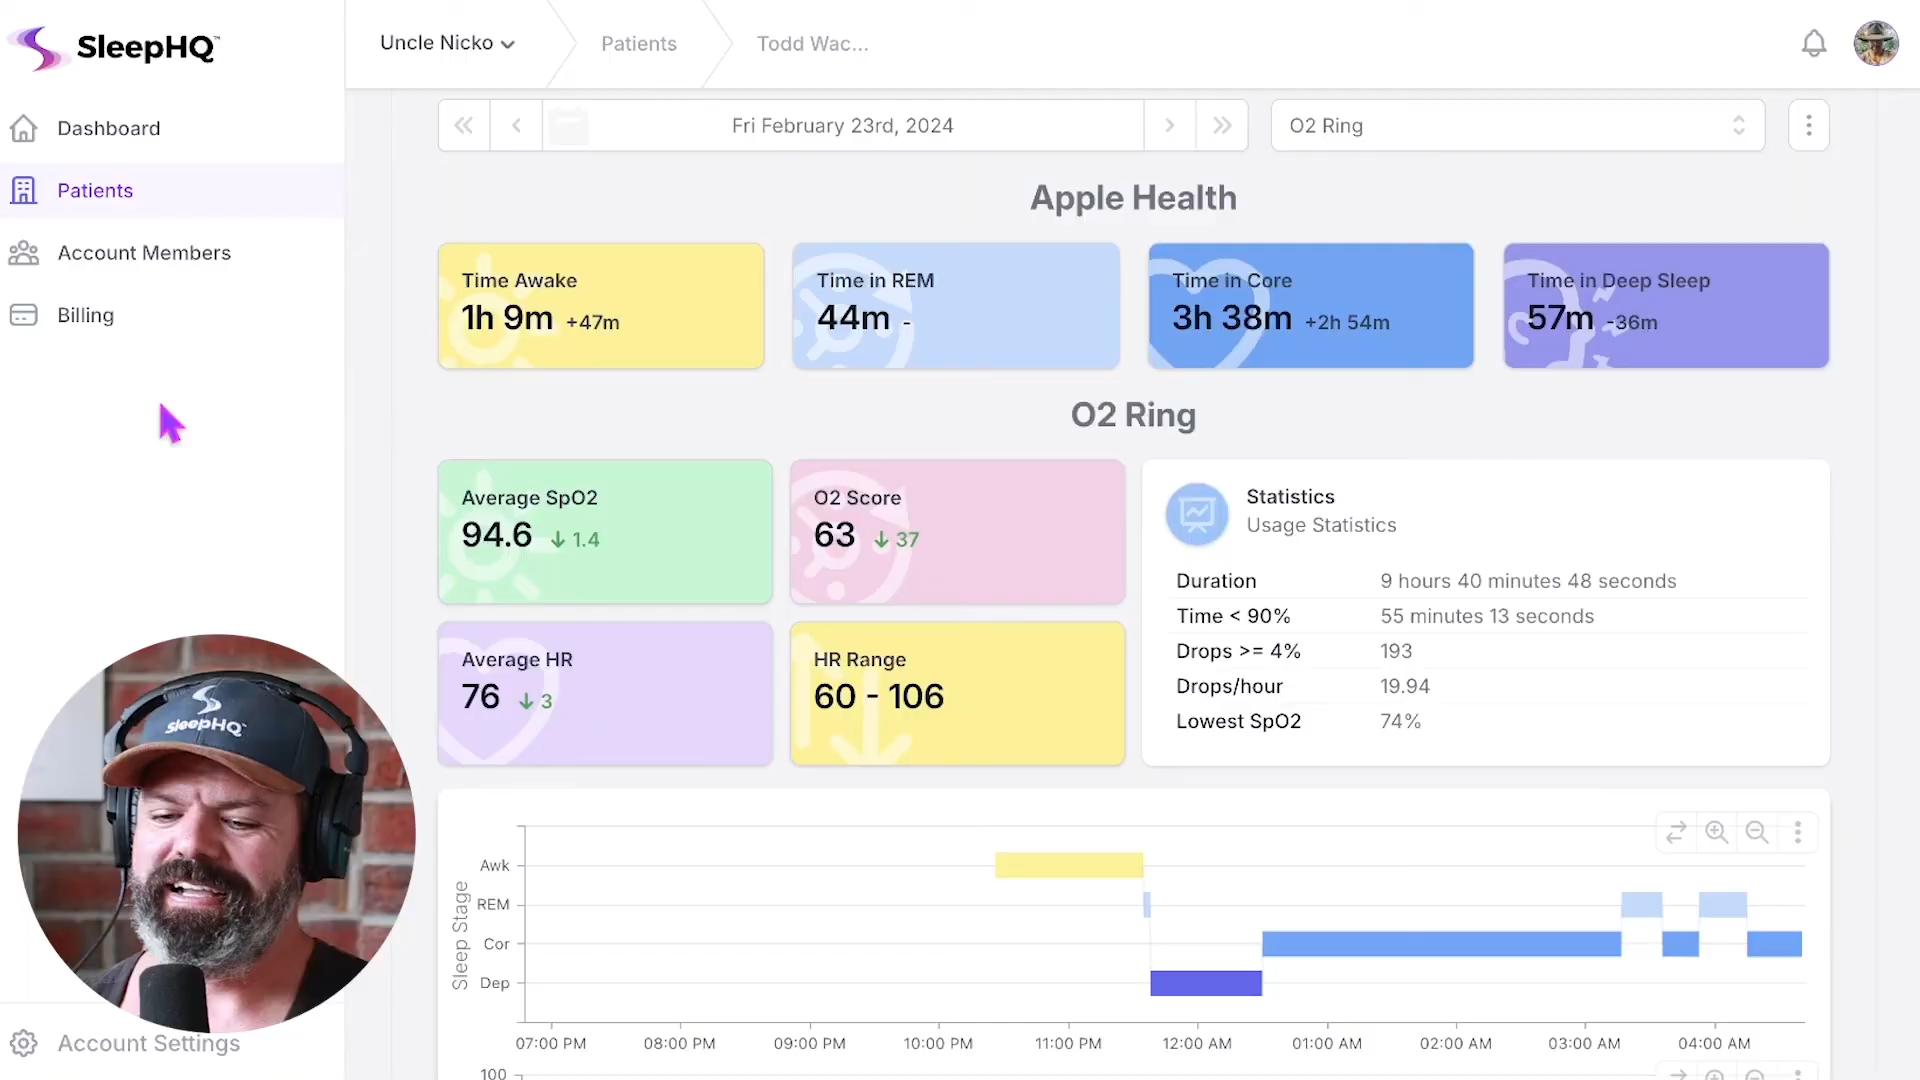 SleepHQ™
Uncle Nicko
Patients
Todd Wac...
Dashboard
Patients
Account Members
Billing
Fri February 23rd, 2024
O2 Ring
Apple Health
Time Awake
1h 9m +47m
Time in REM
44m -
Time in Core
3h 38m +2h 54m
Time in Deep Sleep
57m -36m
O2 Ring
Average SpO2
94.6 ↓ 1.4
O2 Score
63 ↓ 37
Average HR
76 ↓ 3
HR Range
60 - 106
Statistics
Usage Statistics
Duration 9 hours 40 minutes 48 seconds
Time < 90% 55 minutes 13 seconds
Drops >= 4% 193
Drops/hour 19.94
Lowest SpO2 74%
SleepHQ™
Sleep Stage
Awk
REM
Cor
Dep
07:00 PM 08:00 PM 09:00 PM 10:00 PM 11:00 PM 12:00 AM 01:00 AM 02:00 AM 03:00 AM 04:00 AM
100
Account Settings